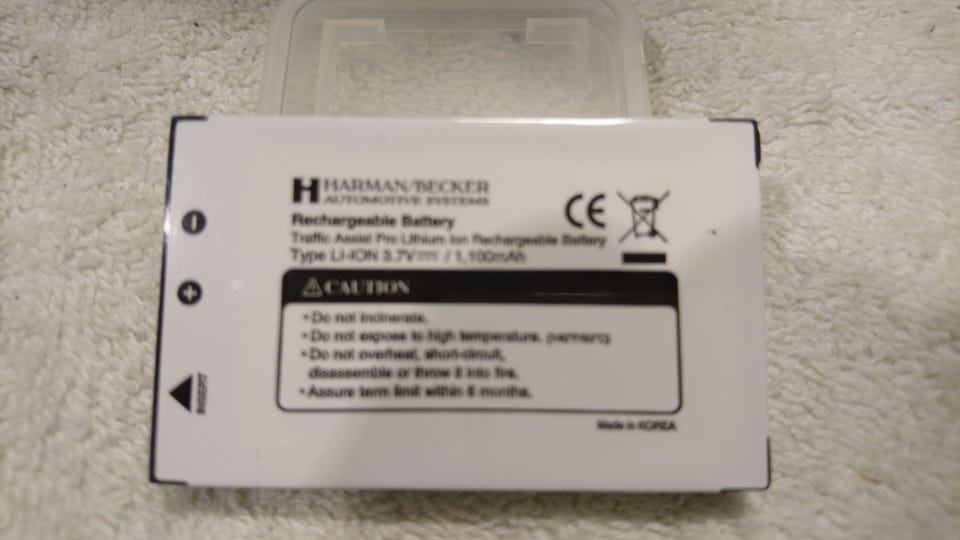 HARMAN/BECKER
AUTOMOTIVE SYSTEMS
CE
Rechargeable Battery
Traffic Assist Pro Lithium Ion Rechargeable Battery
Type LI-ION 3.7V / 1,100mAh
CAUTION
• Do not incinerate.
• Do not expose to high temperature.
• Do not overheat, short-circuit,
disassemble or throw it into fire.
• Assure term limit within 6 months.
Made in KOREA
INSERT